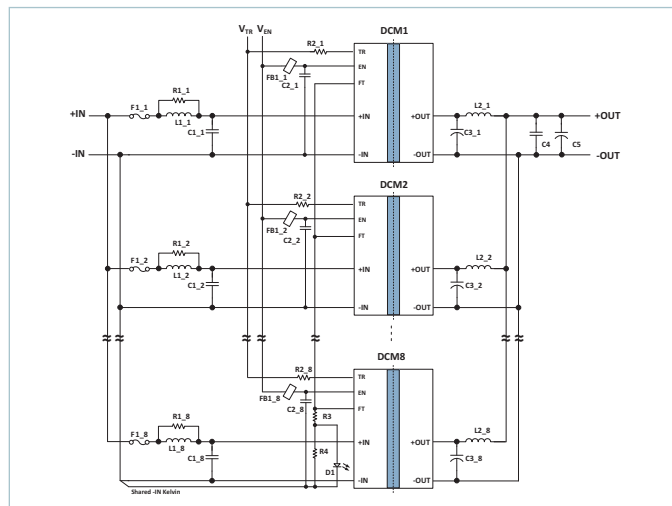 VTR VEN
DCM1
R2_1
TR
EN
FT
FB1_1
C2_1
R1_1
+IN
F1_1
L1_1
C1_1
+IN
+OUT
L2_1
+OUT
C3_1
C4
C5
-IN
-IN
-OUT
-OUT
DCM2
R2_2
TR
EN
FT
FB1_2
C2_2
R1_2
F1_2
L1_2
C1_2
+IN
+OUT
L2_2
C3_2
-IN
-OUT
DCM8
R2_8
TR
EN
FT
FB1_8
C2_8
R3
R1_8
F1_8
L1_8
C1_8
R4
D1
+IN
+OUT
L2_8
C3_8
-IN
-OUT
Shared -IN Kelvin